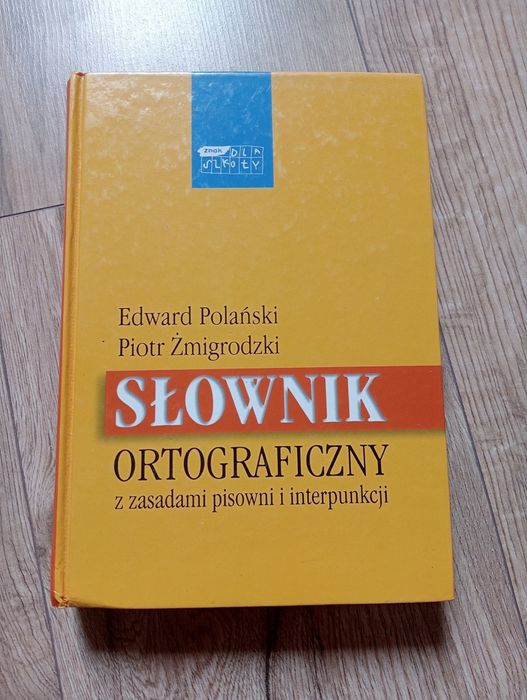 znak DLA
SZKOŁY
Edward Polański
Piotr Żmigrodzki
SŁOWNIK
ORTOGRAFICZNY
z zasadami pisowni i interpunkcji